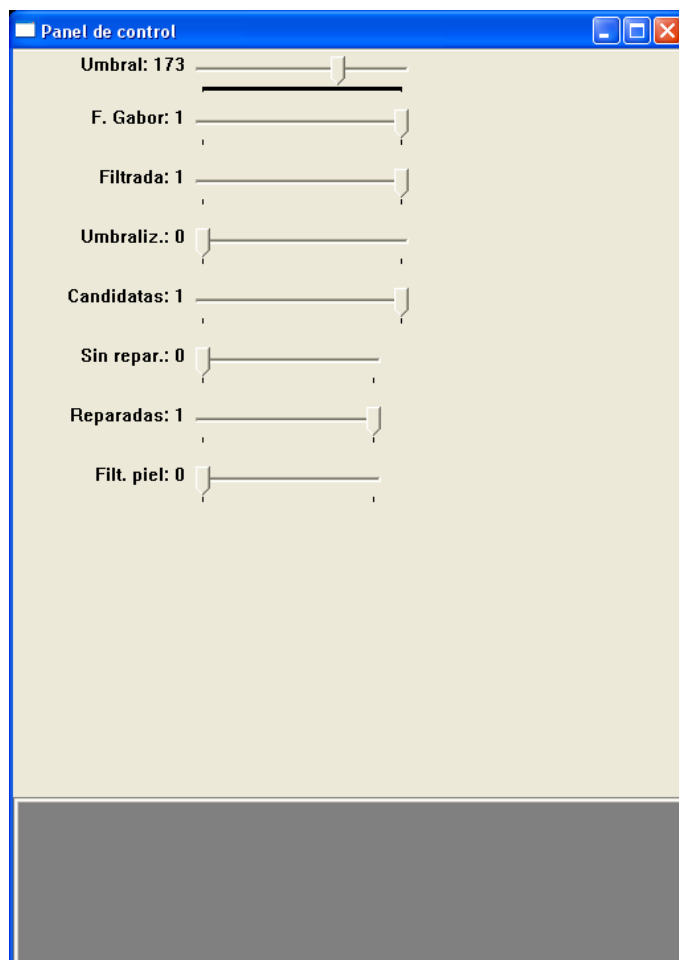 Panel de control
Umbral: 173
F. Gabor: 1
Filtrada: 1
Umbraliz.: 0
Candidatas: 1
Sin repar.: 0
Reparadas: 1
Filt. piel: 0